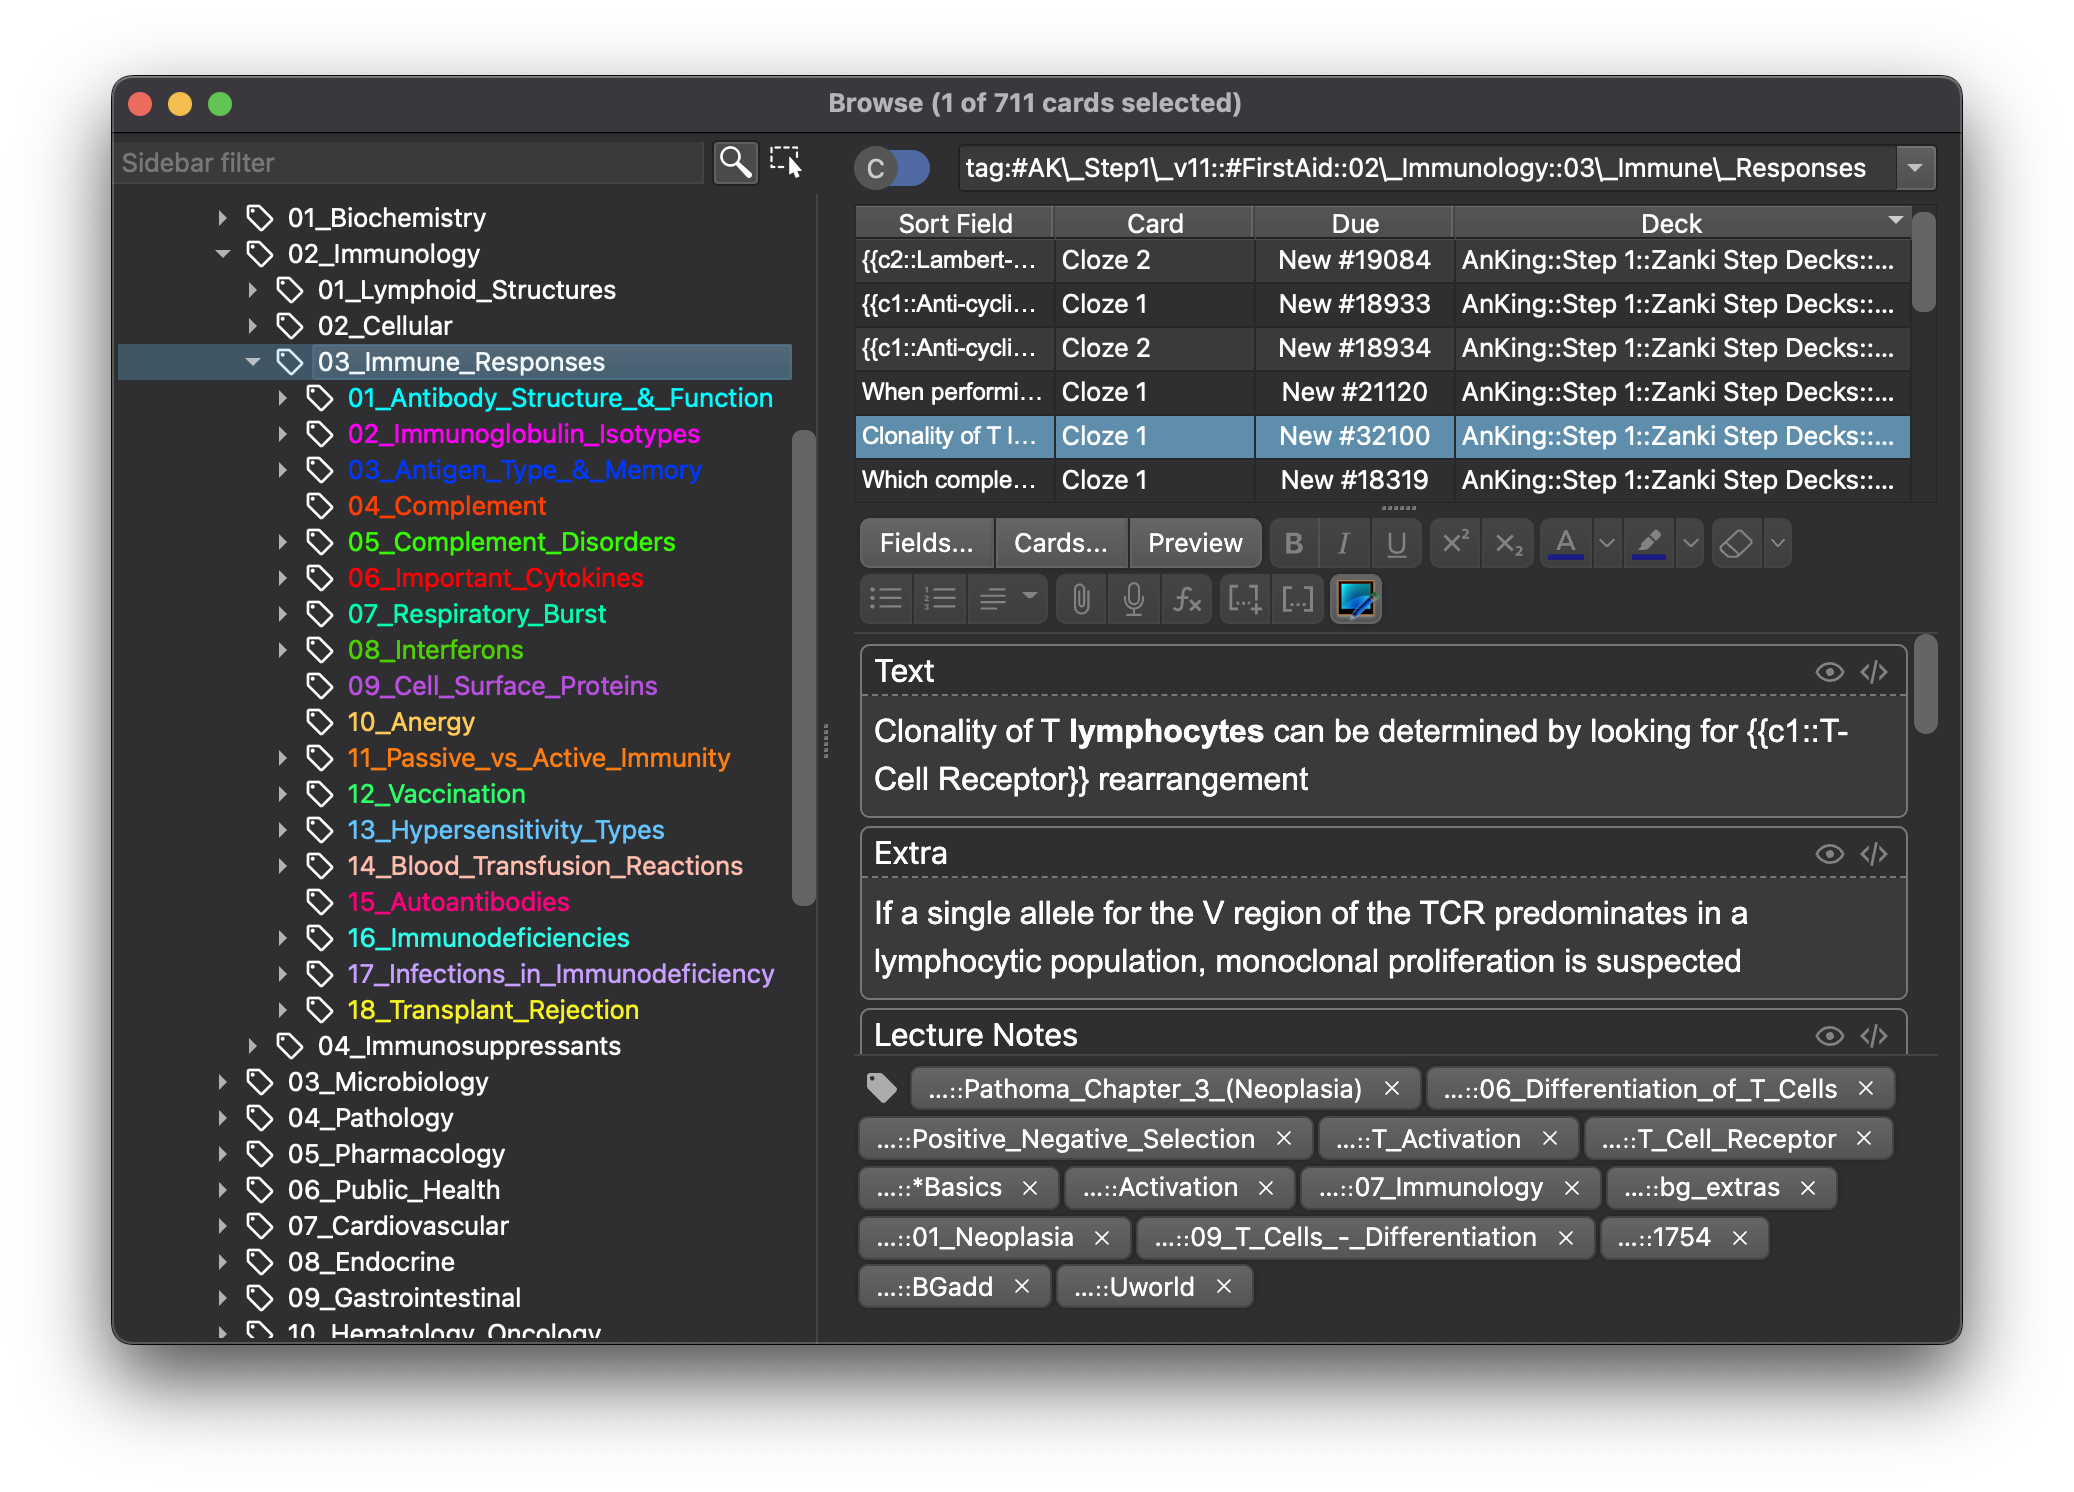 Browse (1 of 711 cards selected)
Sidebar filter
01_Biochemistry
02_Immunology
01_Lymphoid_Structures
02_Cellular
03_Immune_Responses
01_Antibody_Structure_&_Function
02_Immunoglobulin_Isotypes
03_Antigen_Type_&_Memory
04_Complement
05_Complement_Disorders
06_Important_Cytokines
07_Respiratory_Burst
08_Interferons
09_Cell_Surface_Proteins
10_Anergy
11_Passive_vs_Active_Immunity
12_Vaccination
13_Hypersensitivity_Types
14_Blood_Transfusion_Reactions
15_Autoantibodies
16_Immunodeficiencies
17_Infections_in_Immunodeficiency
18_Transplant_Rejection
04_Immunosuppressants
03_Microbiology
04_Pathology
05_Pharmacology
06_Public_Health
07_Cardiovascular
08_Endocrine
09_Gastrointestinal
10_Hematology_Oncology
C tag:#AK\_Step1\_v11::#FirstAid::02\_Immunology::03\_Immune\_Responses
Sort Field Card Due Deck
{{c2::Lambert-... Cloze 2 New #19084 AnKing::Step 1::Zanki Step Decks::...
{{c1::Anti-cycli... Cloze 1 New #18933 AnKing::Step 1::Zanki Step Decks::...
{{c1::Anti-cycli... Cloze 2 New #18934 AnKing::Step 1::Zanki Step Decks::...
When performi... Cloze 1 New #21120 AnKing::Step 1::Zanki Step Decks::...
Clonality of T l... Cloze 1 New #32100 AnKing::Step 1::Zanki Step Decks::...
Which comple... Cloze 1 New #18319 AnKing::Step 1::Zanki Step Decks::...
Fields... Cards... Preview B I U x² x₂ A
1 2 3 fx [...]+ [...]
Text </>
Clonality of T lymphocytes can be determined by looking for {{c1::T-
Cell Receptor}} rearrangement
Extra </>
If a single allele for the V region of the TCR predominates in a
lymphocytic population, monoclonal proliferation is suspected
Lecture Notes </>
...::Pathoma_Chapter_3_(Neoplasia) × ...::06_Differentiation_of_T_Cells ×
...::Positive_Negative_Selection × ...::T_Activation × ...::T_Cell_Receptor ×
...::*Basics × ...::Activation × ...::07_Immunology × ...::bg_extras ×
...::01_Neoplasia × ...::09_T_Cells_-_Differentiation × ...::1754 ×
...::BGadd × ...::Uworld ×